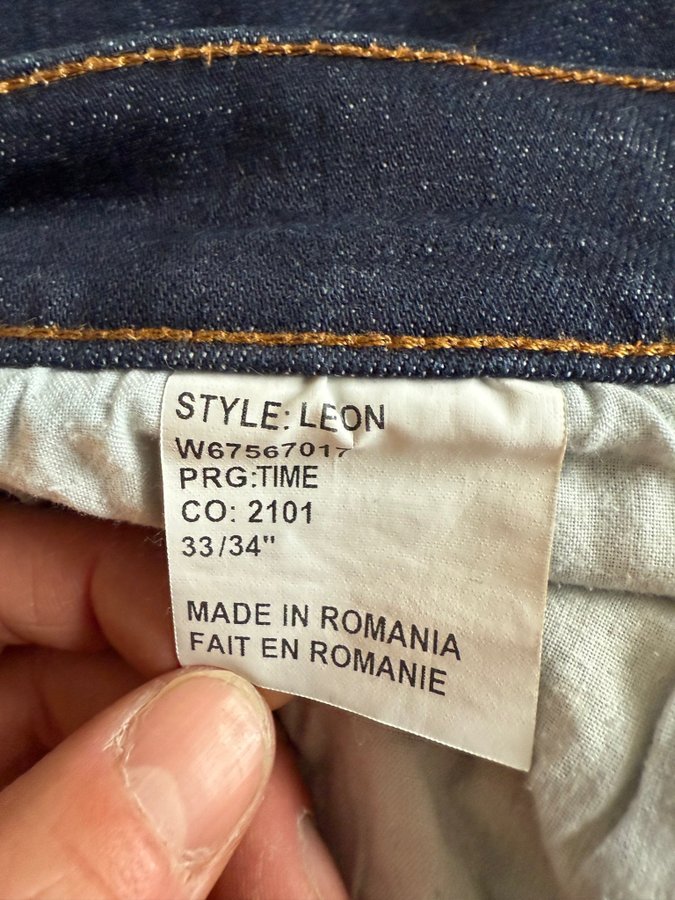 STYLE: LEON
W67567017
PRG:TIME
CO: 2101
33/34"
MADE IN ROMANIA
FAIT EN ROMANIE